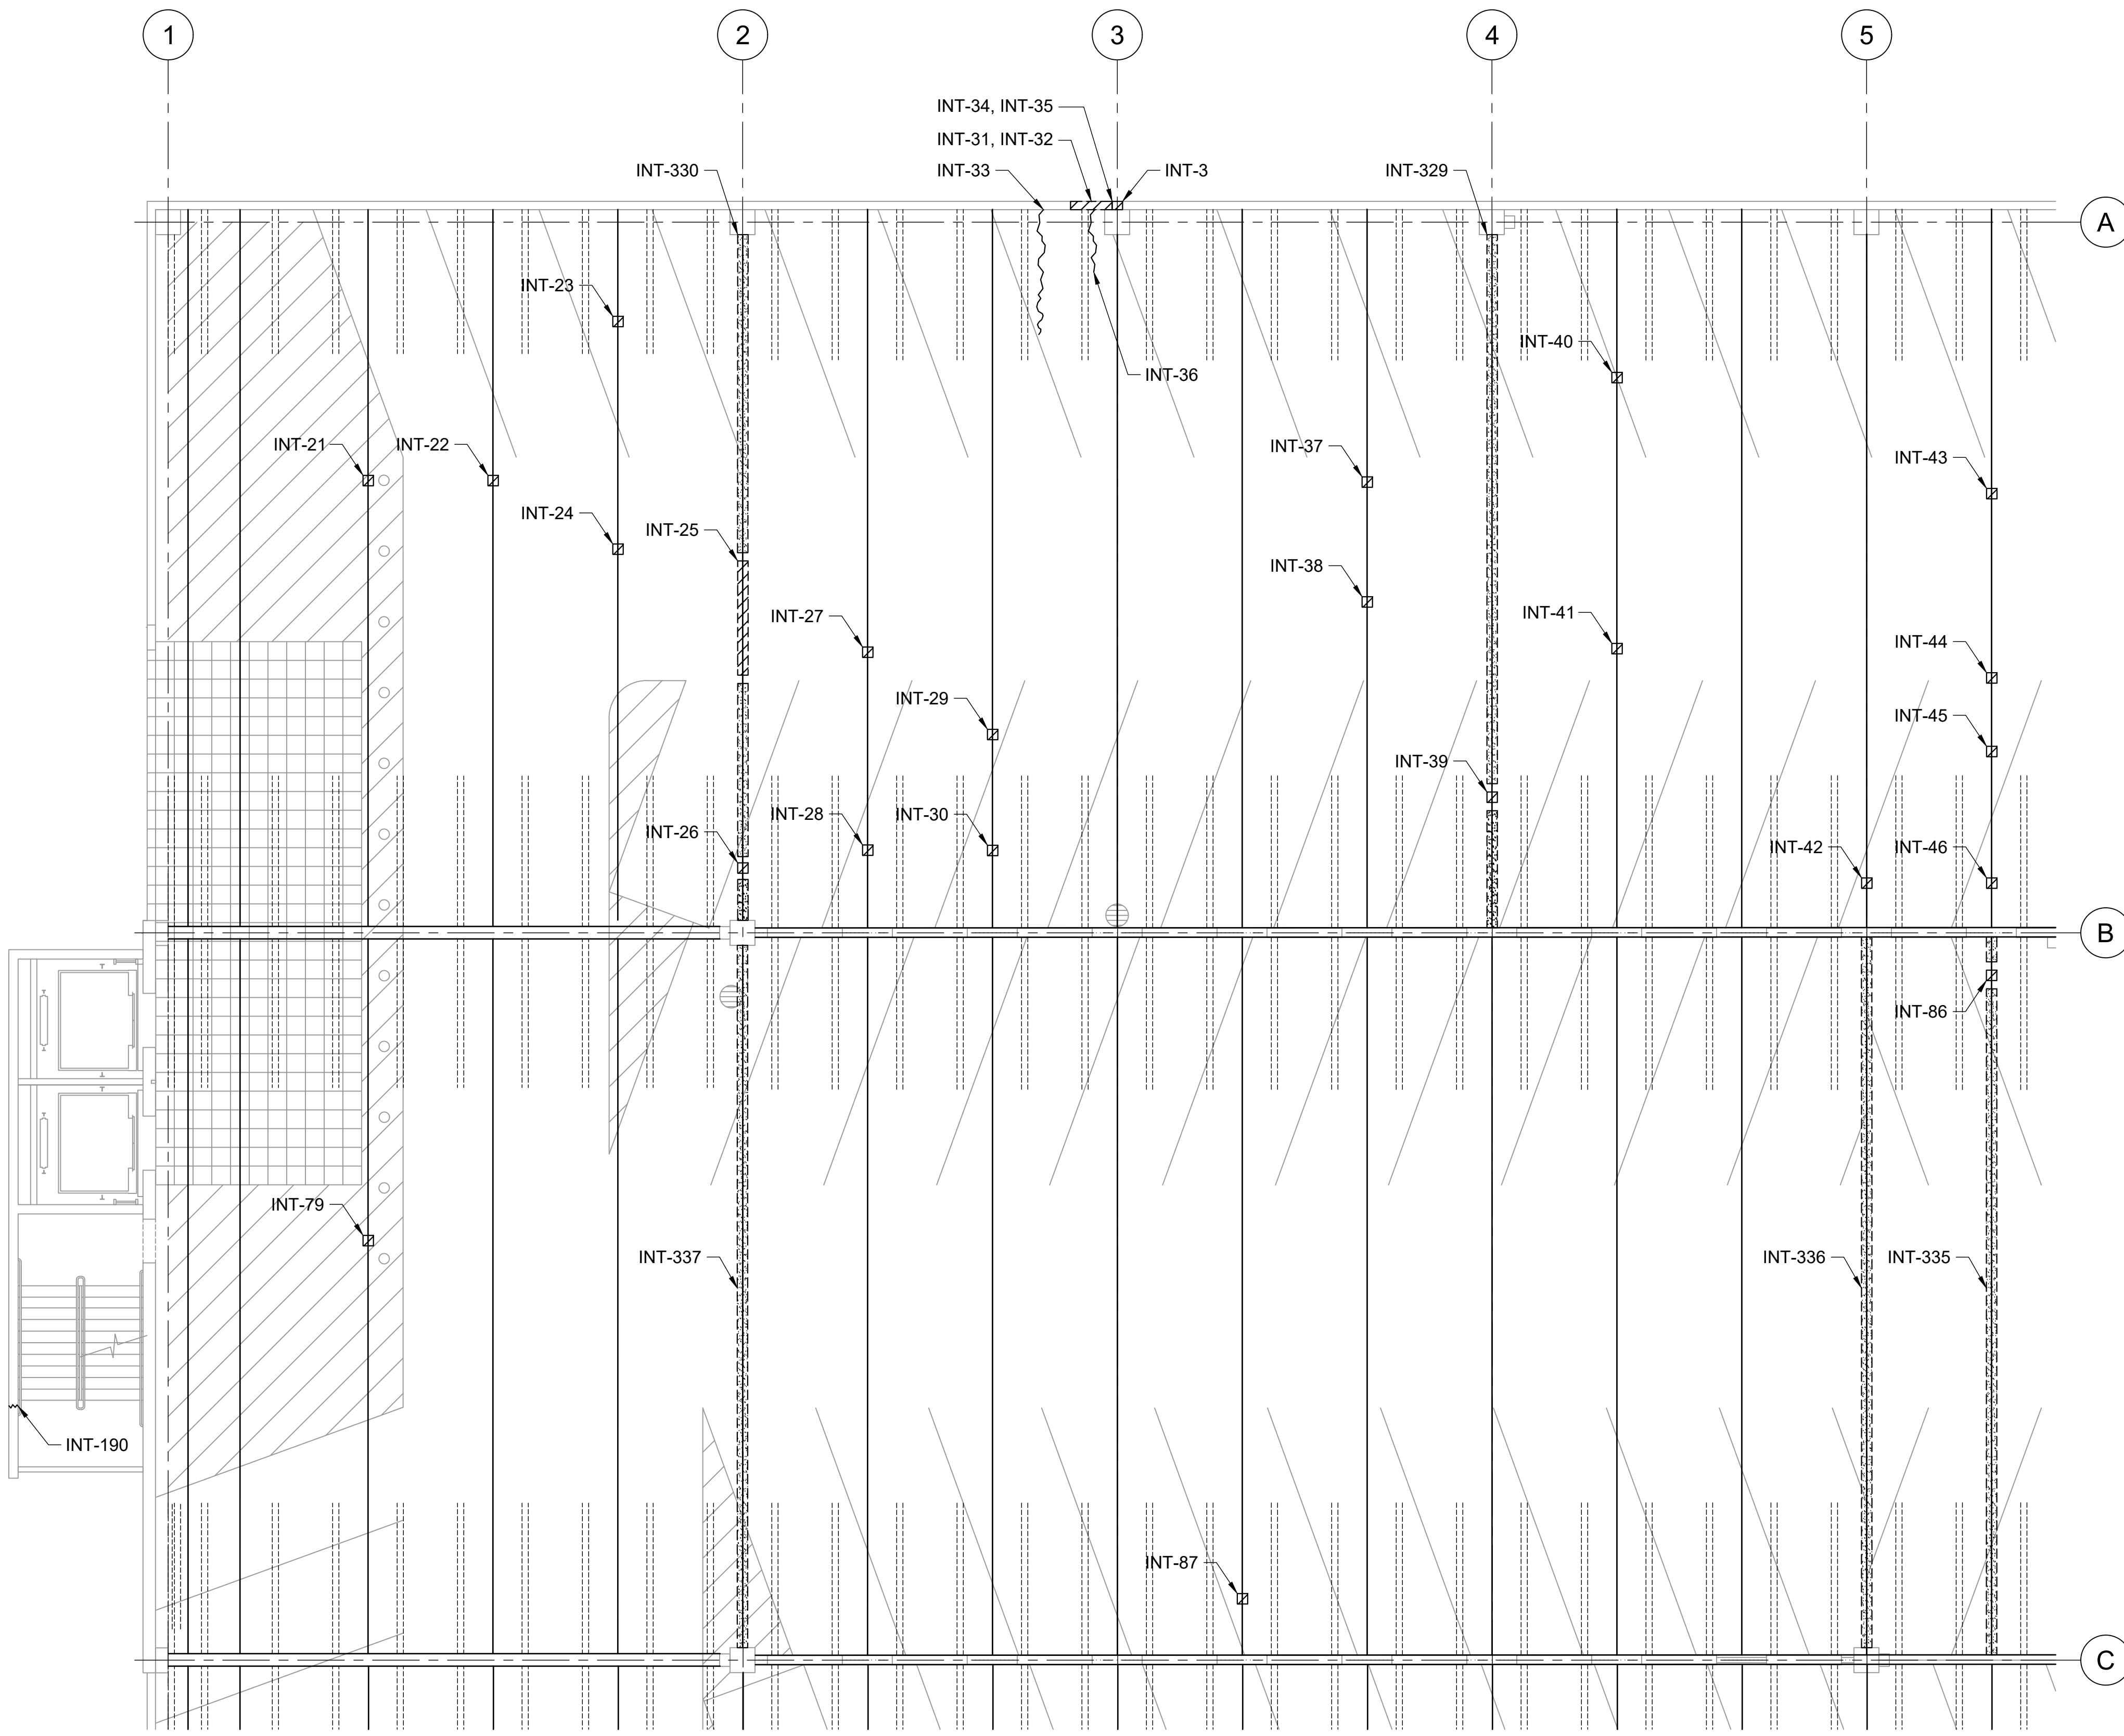 1
2
3
4
5
INT-34, INT-35
INT-31, INT-32
INT-330
INT-33
INT-3
INT-329
A
INT-23
INT-40
INT-36
INT-21
INT-22
INT-37
INT-43
INT-24
INT-25
INT-38
INT-27
INT-41
INT-44
INT-29
INT-45
INT-39
INT-28
INT-30
INT-26
INT-42
INT-46
B
INT-86
INT-79
INT-337
INT-336
INT-335
INT-190
INT-87
C